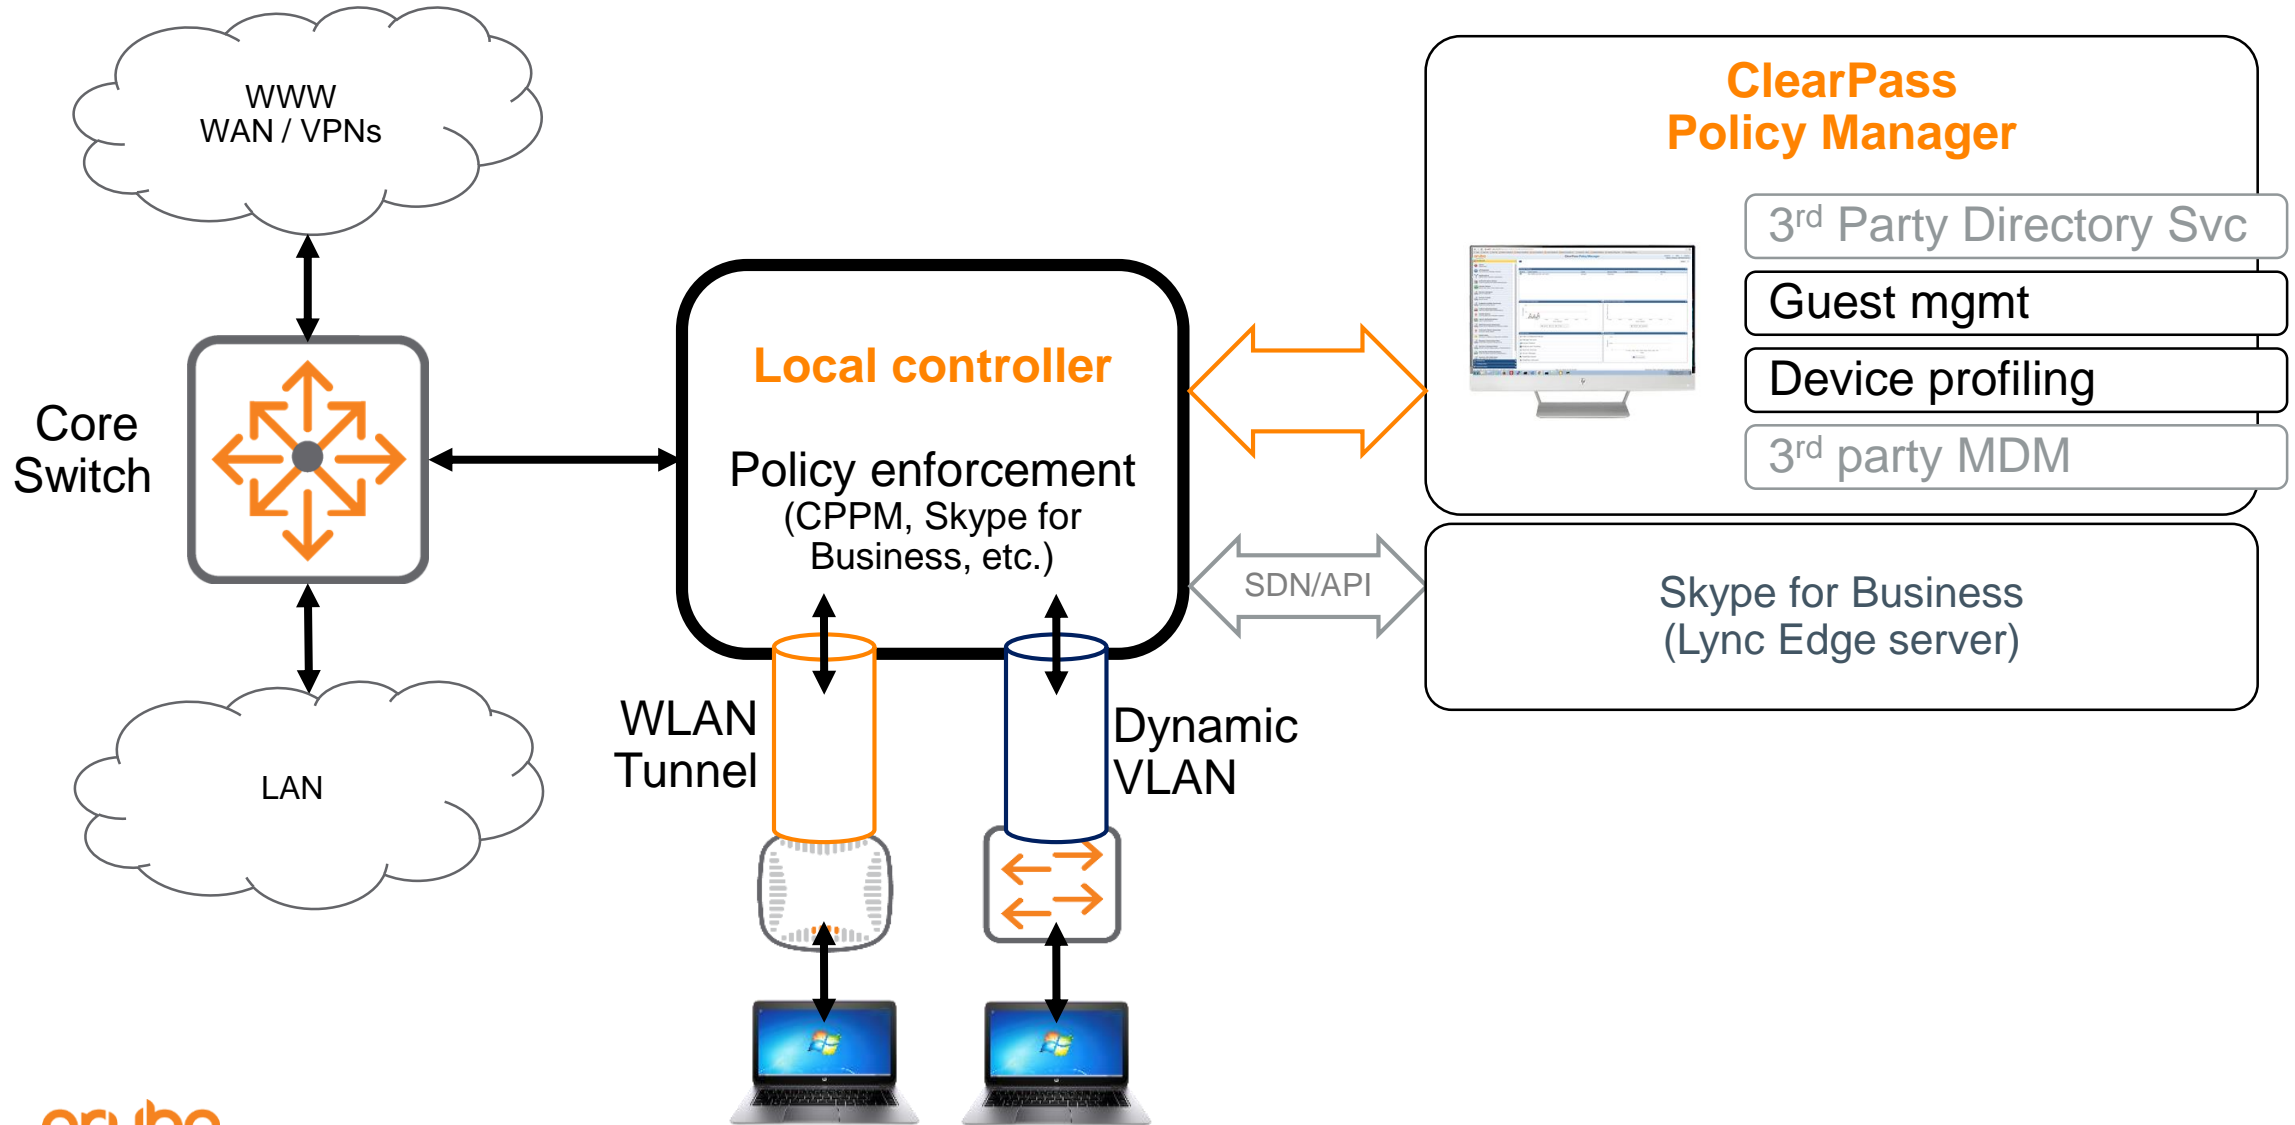 WWW
WAN / VPNs
Core
Switch
LAN
Local controller
Policy enforcement
(CPPM, Skype for
Business, etc.)
WLAN
Tunnel
Dynamic
VLAN
ClearPass
Policy Manager
3rd Party Directory Svc
Guest mgmt
Device profiling
3rd party MDM
SDN/API
Skype for Business
(Lync Edge server)
aruba